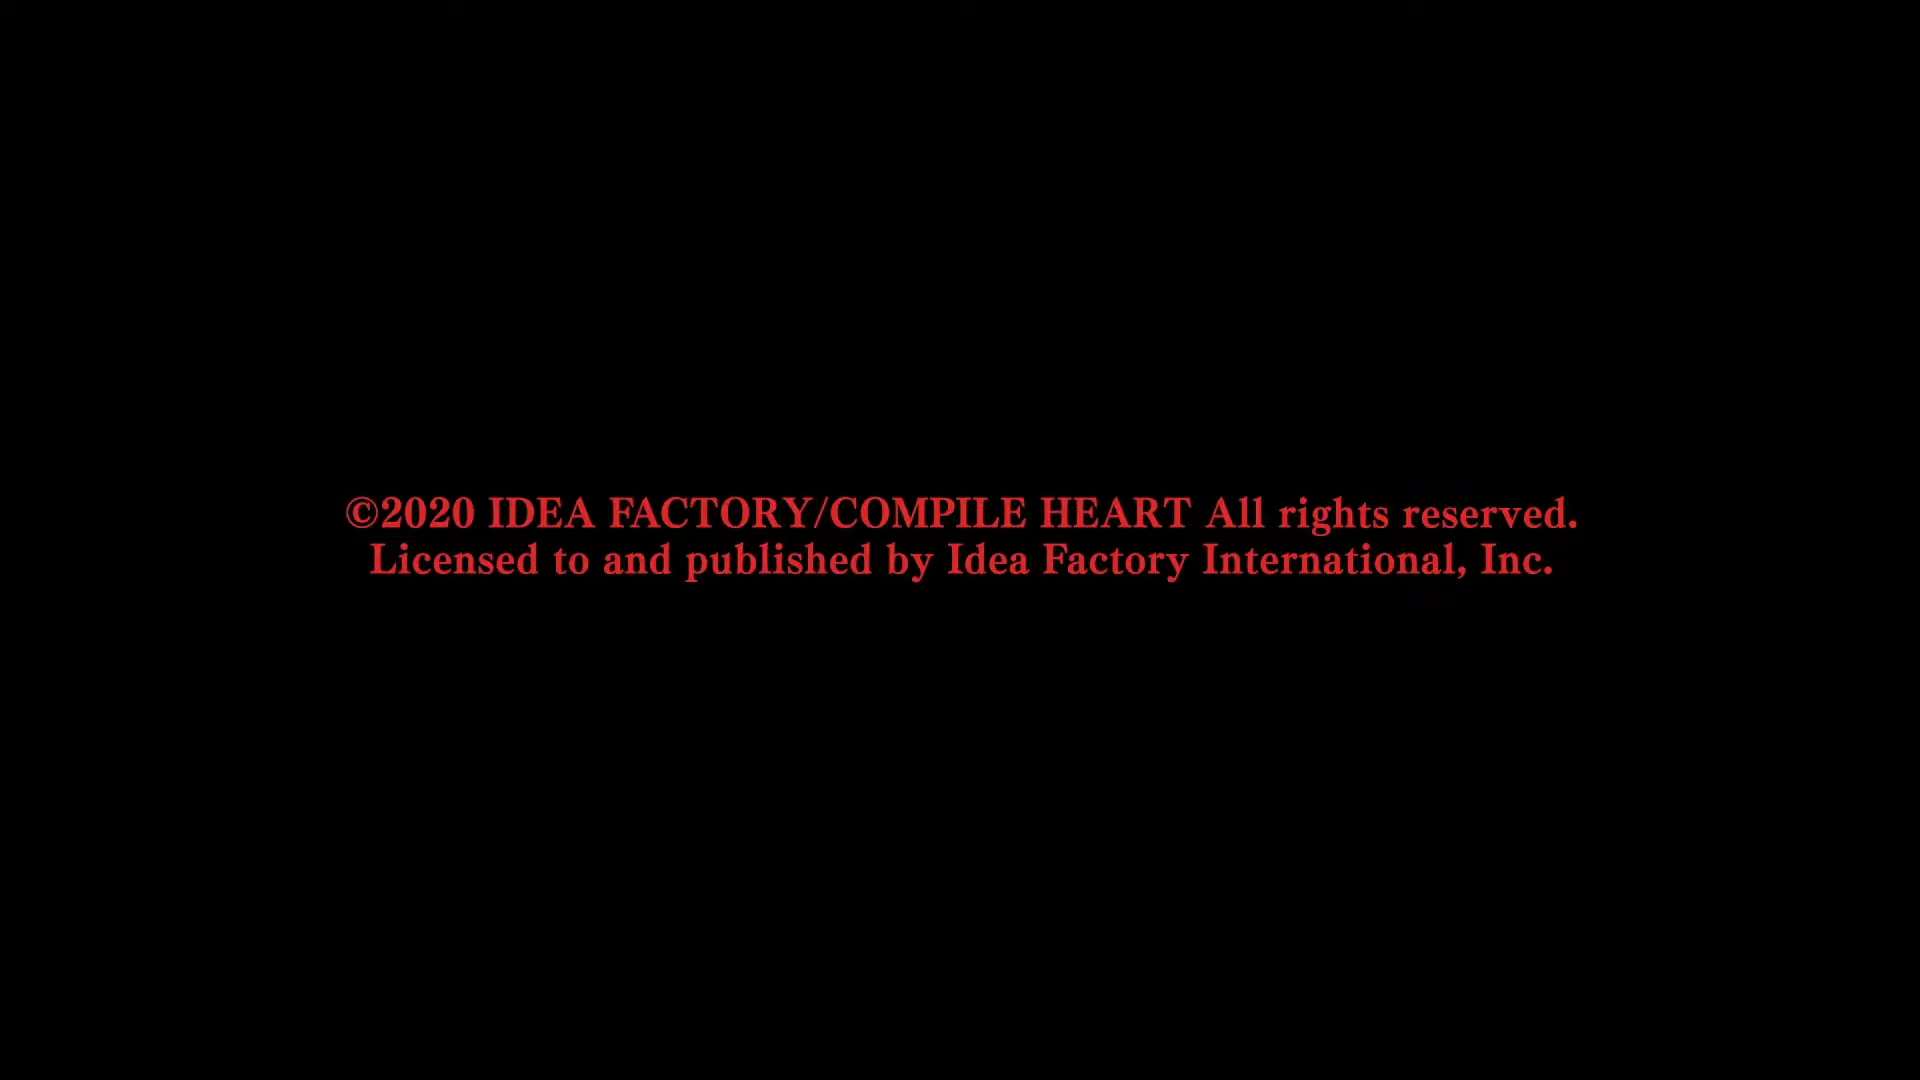 ©2020 IDEA FACTORY/COMPILE HEART All rights reserved.
Licensed to and published by Idea Factory International, Inc.